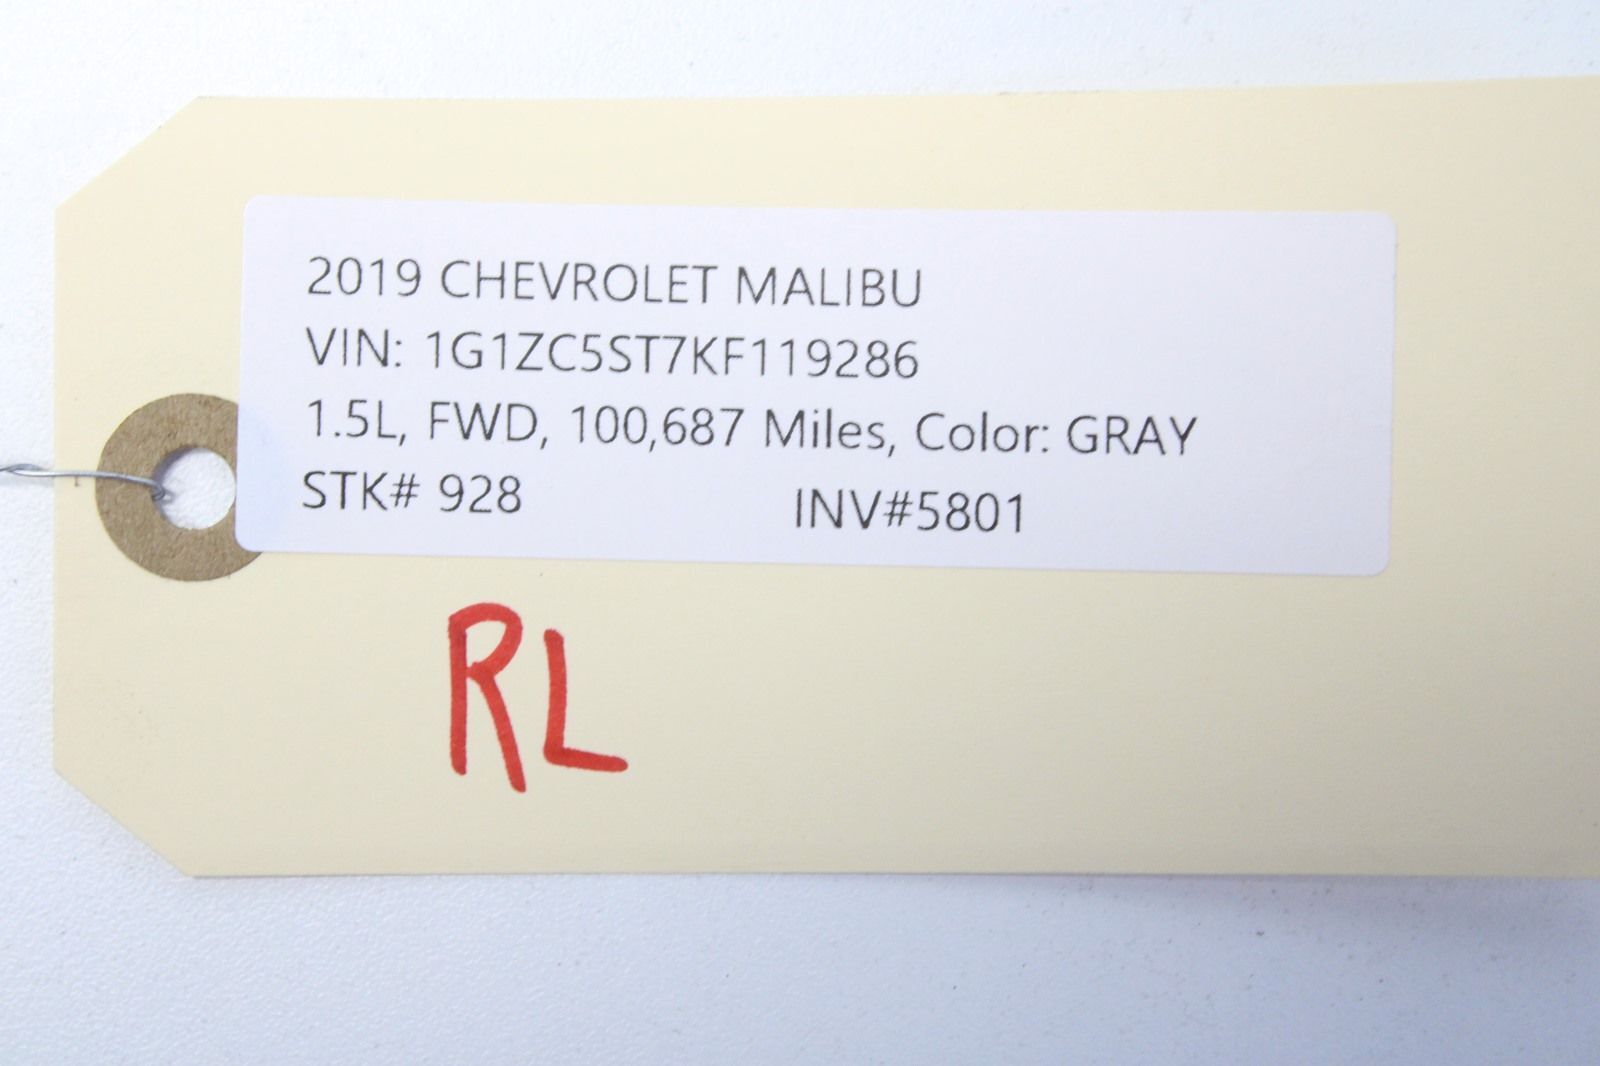 2019 CHEVROLET MALIBU
VIN: 1G1ZC5ST7KF119286
1.5L, FWD, 100,687 Miles, Color: GRAY
STK# 928 INV#5801
RL